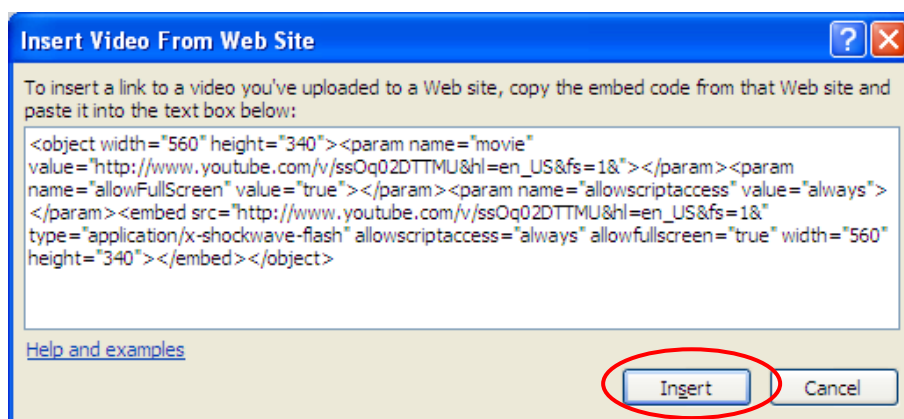 Insert Video From Web Site
?
To insert a link to a video you've uploaded to a Web site, copy the embed code from that Web site and
paste it into the text box below:
<object width="560" height="340"><param name="movie"
value="http://www.youtube.com/v/ssOq02DTTMU&hl=en_US&fs=1&"></param><param
name="allowFullScreen" value="true"></param><param name="allowscriptaccess" value="always">
</param><embed src="http://www.youtube.com/v/ssOq02DTTMU&hl=en_US&fs=1&"
type="application/x-shockwave-flash" allowscriptaccess="always" allowfullscreen="true" width="560"
height="340"></embed></object>
Help and examples
Insert Cancel